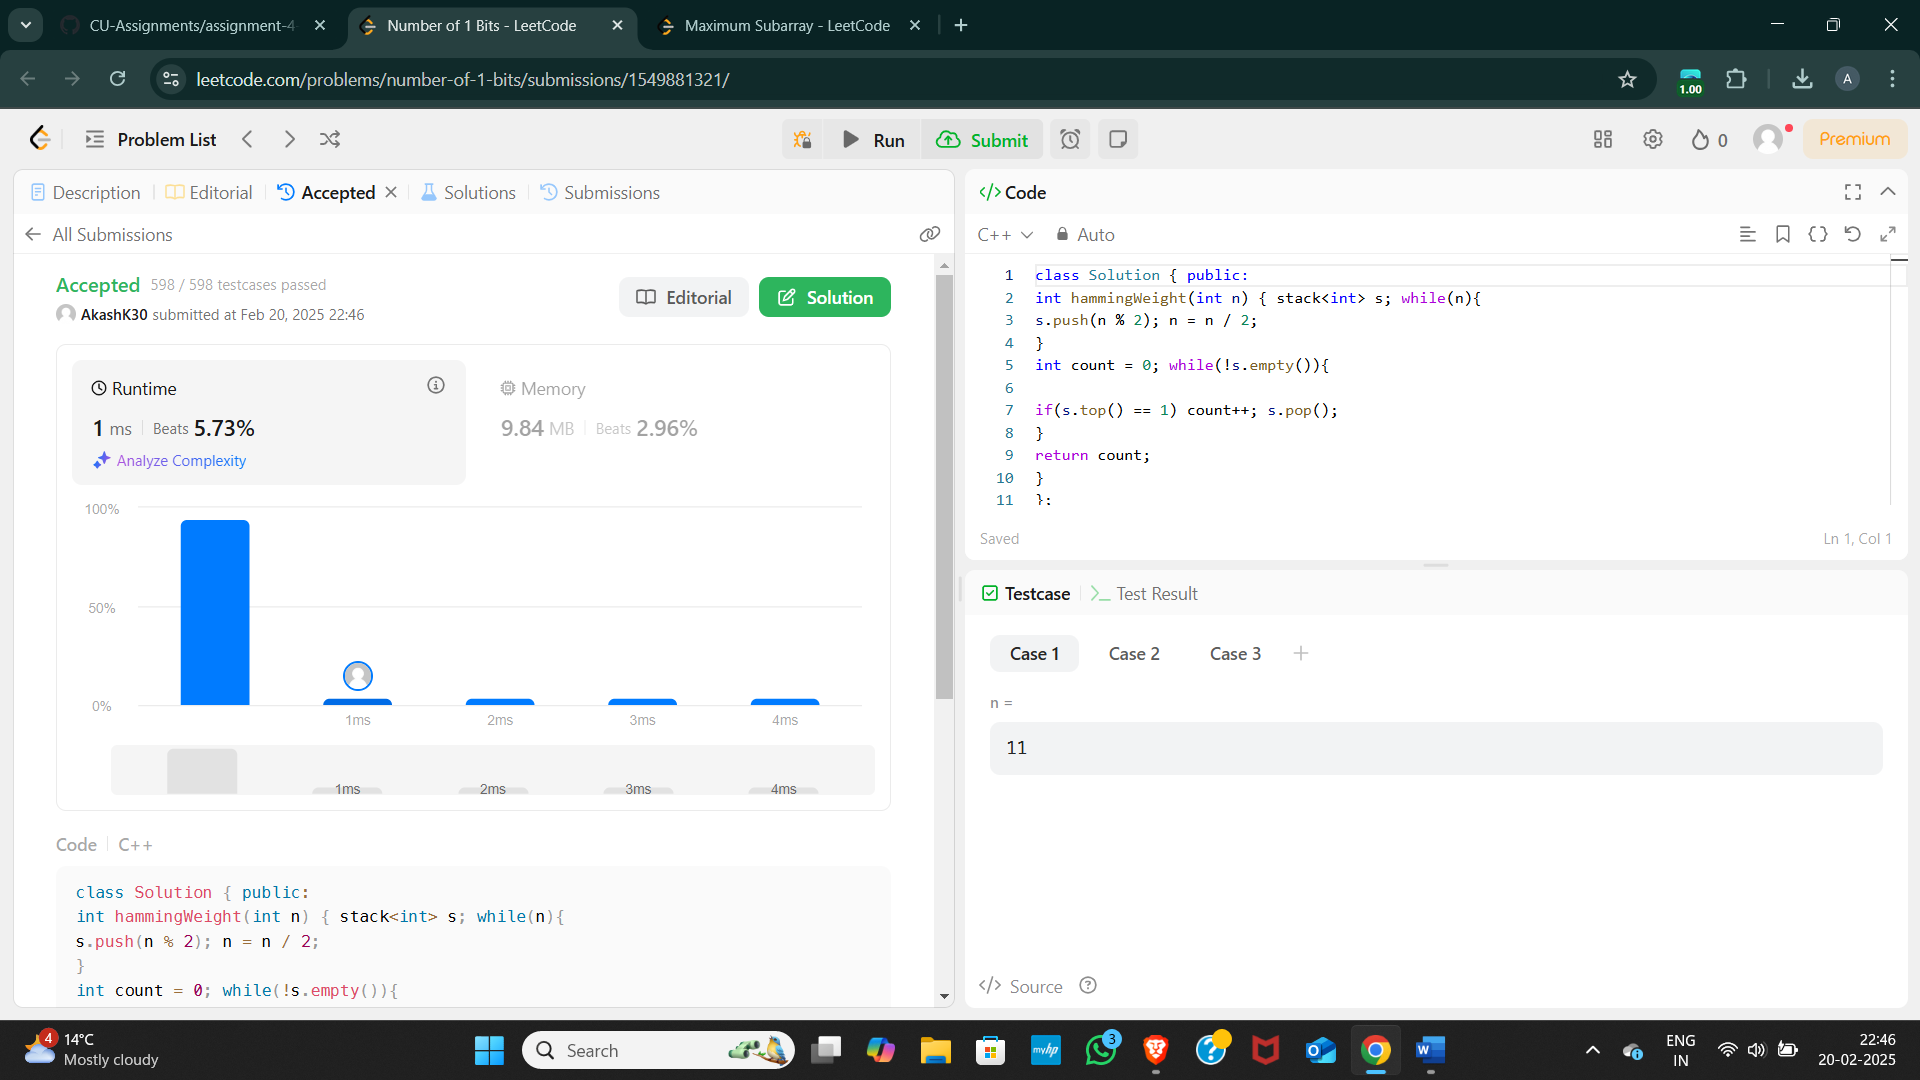 CU-Assignments/assignment-4
Number of 1 Bits - LeetCode
Maximum Subarray - LeetCode
leetcode.com/problems/number-of-1-bits/submissions/1549881321/
1.00
A
Problem List
Run
Submit
0
Premium
Description
Editorial
Accepted
Solutions
Submissions
All Submissions
Accepted 598 / 598 testcases passed
AkashK30 submitted at Feb 20, 2025 22:46
Editorial
Solution
Runtime
1 ms Beats 5.73%
Analyze Complexity
Memory
9.84 MB Beats 2.96%
100%
50%
0%
1ms 2ms 3ms 4ms
1ms 2ms 3ms 4ms
Code C++
class Solution { public:
int hammingWeight(int n) { stack<int> s; while(n){
s.push(n % 2); n = n / 2;
}
int count = 0; while(!s.empty()){
</> Code
C++ Auto
1 class Solution { public:
2 int hammingWeight(int n) { stack<int> s; while(n){
3 s.push(n % 2); n = n / 2;
4 }
5 int count = 0; while(!s.empty()){
6
7 if(s.top() == 1) count++; s.pop();
8 }
9 return count;
10 }
11 };
Saved
Ln 1, Col 1
Testcase
Test Result
Case 1 Case 2 Case 3
n =
11
</> Source
4
14°C
Mostly cloudy
Search
myhp
3
ENG
IN
22:46
20-02-2025